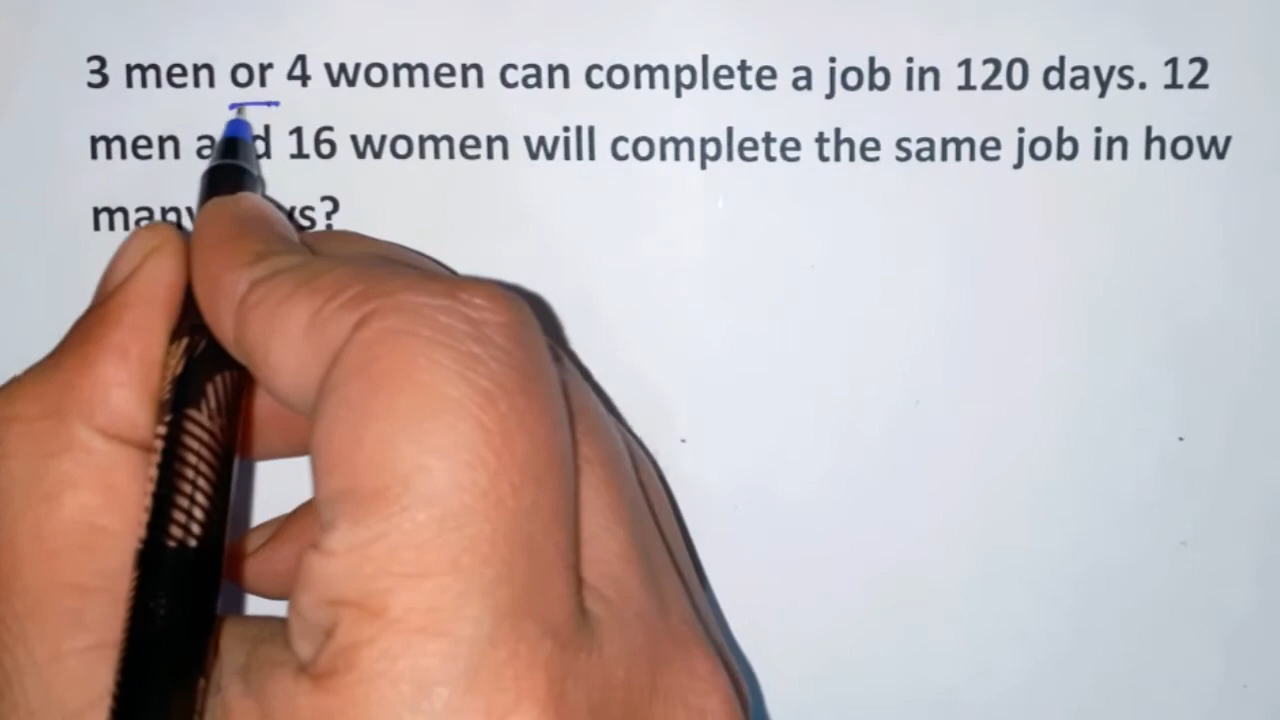 3 men or 4 women can complete a job in 120 days. 12
men and 16 women will complete the same job in how
many